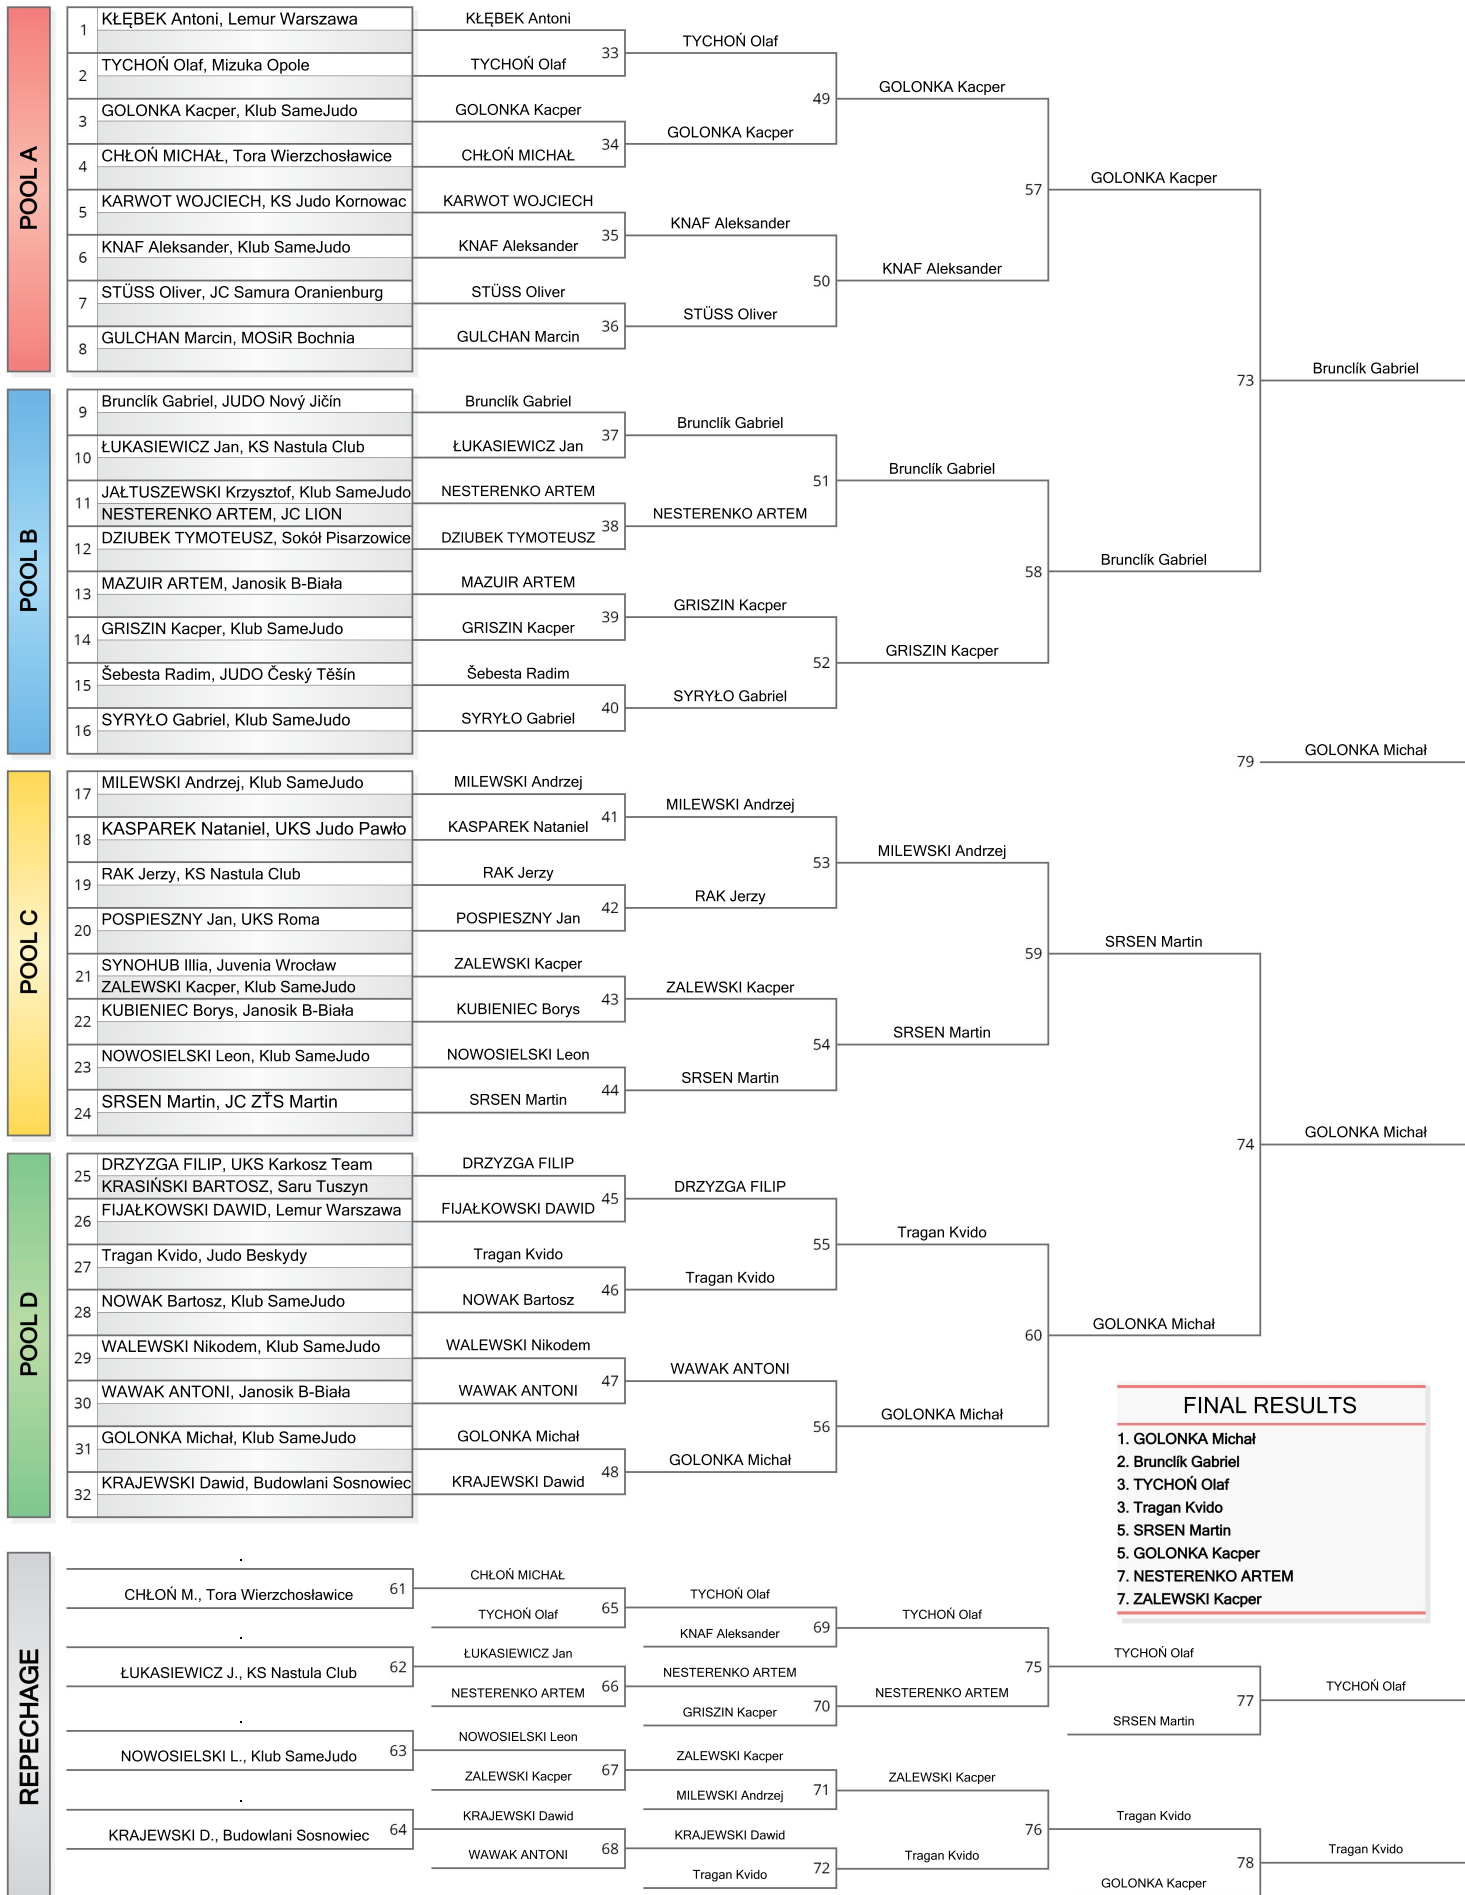 POOL A
1
KŁĘBEK Antoni, Lemur Warszawa
2
TYCHOŃ Olaf, Mizuka Opole
3
GOLONKA Kacper, Klub SameJudo
4
CHŁOŃ MICHAŁ, Tora Wierzchosławice
5
KARWOT WOJCIECH, KS Judo Kornowac
6
KNAF Aleksander, Klub SameJudo
7
STÜSS Oliver, JC Samura Oranienburg
8
GULCHAN Marcin, MOSiR Bochnia
KŁĘBEK Antoni
33
TYCHOŃ Olaf
GOLONKA Kacper
34
CHŁOŃ MICHAŁ
KARWOT WOJCIECH
35
KNAF Aleksander
STÜSS Oliver
36
GULCHAN Marcin
TYCHOŃ Olaf
49
GOLONKA Kacper
KNAF Aleksander
50
STÜSS Oliver
GOLONKA Kacper
57
KNAF Aleksander
GOLONKA Kacper
73
Brunclík Gabriel
POOL B
9
Brunclík Gabriel, JUDO Nový Jičín
10
ŁUKASIEWICZ Jan, KS Nastula Club
11
JAŁTUSZEWSKI Krzysztof, Klub SameJudo
NESTERENKO ARTEM, JC LION
12
DZIUBEK TYMOTEUSZ, Sokół Pisarzowice
13
MAZUIR ARTEM, Janosik B-Biała
14
GRISZIN Kacper, Klub SameJudo
15
Šebesta Radim, JUDO Český Těšín
16
SYRYŁO Gabriel, Klub SameJudo
Brunclík Gabriel
37
ŁUKASIEWICZ Jan
NESTERENKO ARTEM
38
DZIUBEK TYMOTEUSZ
MAZUIR ARTEM
39
GRISZIN Kacper
Šebesta Radim
40
SYRYŁO Gabriel
Brunclík Gabriel
51
NESTERENKO ARTEM
GRISZIN Kacper
52
SYRYŁO Gabriel
Brunclík Gabriel
58
GRISZIN Kacper
Brunclík Gabriel
79
GOLONKA Michał
POOL C
17
MILEWSKI Andrzej, Klub SameJudo
18
KASPAREK Nataniel, UKS Judo Pawło
19
RAK Jerzy, KS Nastula Club
20
POSPIESZNY Jan, UKS Roma
21
SYNOHUB Illia, Juvenia Wrocław
ZALEWSKI Kacper, Klub SameJudo
22
KUBIENIEC Borys, Janosik B-Biała
23
NOWOSIELSKI Leon, Klub SameJudo
24
SRSEN Martin, JC ZŤS Martin
MILEWSKI Andrzej
41
KASPAREK Nataniel
RAK Jerzy
42
POSPIESZNY Jan
ZALEWSKI Kacper
43
KUBIENIEC Borys
NOWOSIELSKI Leon
44
SRSEN Martin
MILEWSKI Andrzej
53
RAK Jerzy
ZALEWSKI Kacper
54
SRSEN Martin
MILEWSKI Andrzej
59
SRSEN Martin
SRSEN Martin
74
GOLONKA Michał
POOL D
25
DRZYZGA FILIP, UKS Karkosz Team
KRASIŃSKI BARTOSZ, Saru Tuszyn
26
FIJAŁKOWSKI DAWID, Lemur Warszawa
27
Tragan Kvido, Judo Beskydy
28
NOWAK Bartosz, Klub SameJudo
29
WALEWSKI Nikodem, Klub SameJudo
30
WAWAK ANTONI, Janosik B-Biała
31
GOLONKA Michał, Klub SameJudo
32
KRAJEWSKI Dawid, Budowlani Sosnowiec
DRZYZGA FILIP
45
FIJAŁKOWSKI DAWID
Tragan Kvido
46
NOWAK Bartosz
WALEWSKI Nikodem
47
WAWAK ANTONI
GOLONKA Michał
48
KRAJEWSKI Dawid
DRZYZGA FILIP
55
Tragan Kvido
WAWAK ANTONI
56
GOLONKA Michał
Tragan Kvido
60
GOLONKA Michał
GOLONKA Michał
FINAL RESULTS
1. GOLONKA Michał
2. Brunclík Gabriel
3. TYCHOŃ Olaf
3. Tragan Kvido
5. SRSEN Martin
5. GOLONKA Kacper
7. NESTERENKO ARTEM
7. ZALEWSKI Kacper
REPECHAGE
.
61
CHŁOŃ M., Tora Wierzchosławice
.
62
ŁUKASIEWICZ J., KS Nastula Club
.
63
NOWOSIELSKI L., Klub SameJudo
.
64
KRAJEWSKI D., Budowlani Sosnowiec
CHŁOŃ MICHAŁ
65
TYCHOŃ Olaf
ŁUKASIEWICZ Jan
66
NESTERENKO ARTEM
NOWOSIELSKI Leon
67
ZALEWSKI Kacper
KRAJEWSKI Dawid
68
WAWAK ANTONI
TYCHOŃ Olaf
69
KNAF Aleksander
NESTERENKO ARTEM
70
GRISZIN Kacper
ZALEWSKI Kacper
71
MILEWSKI Andrzej
KRAJEWSKI Dawid
72
Tragan Kvido
TYCHOŃ Olaf
75
NESTERENKO ARTEM
ZALEWSKI Kacper
76
Tragan Kvido
TYCHOŃ Olaf
77
SRSEN Martin
Tragan Kvido
78
GOLONKA Kacper
TYCHOŃ Olaf
Tragan Kvido